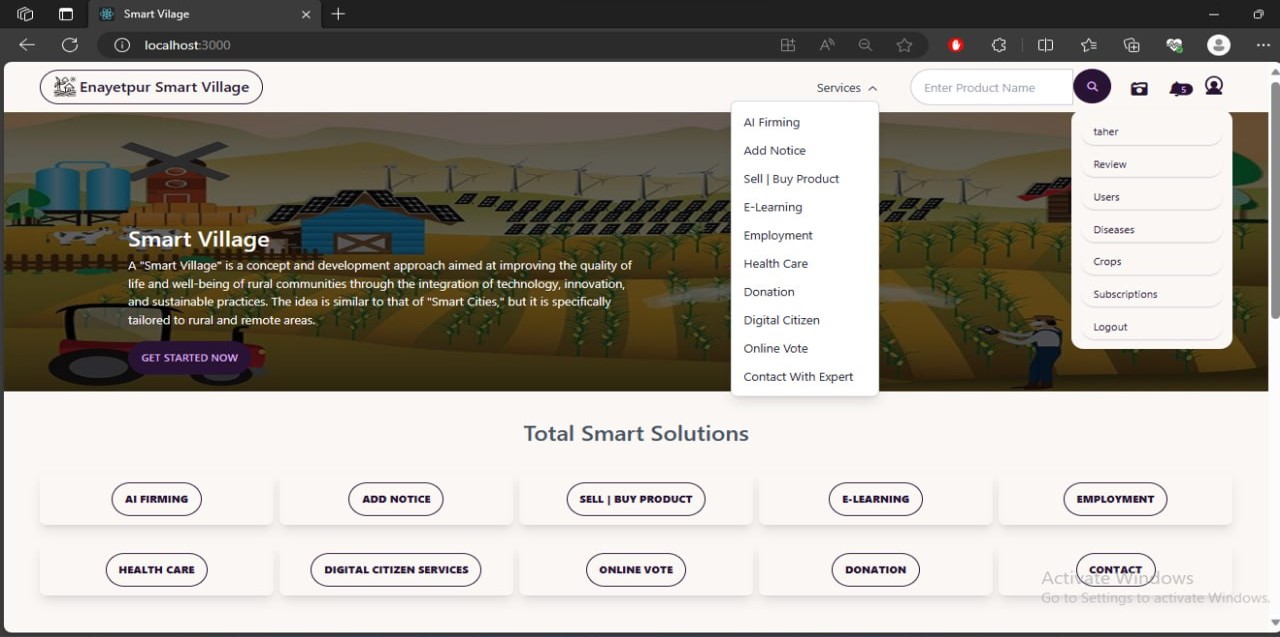 Smart Vilage
localhost:3000
Enayetpur Smart Village
Services
Enter Product Name
5
AI Firming
Add Notice
Sell | Buy Product
E-Learning
Employment
Health Care
Donation
Digital Citizen
Online Vote
Contact With Expert
taher
Review
Users
Diseases
Crops
Subscriptions
Logout
Smart Village
A "Smart Village" is a concept and development approach aimed at improving the quality of
life and well-being of rural communities through the integration of technology, innovation,
and sustainable practices. The idea is similar to that of "Smart Cities," but it is specifically
tailored to rural and remote areas.
GET STARTED NOW
Total Smart Solutions
AI FIRMING
ADD NOTICE
SELL | BUY PRODUCT
E-LEARNING
EMPLOYMENT
HEALTH CARE
DIGITAL CITIZEN SERVICES
ONLINE VOTE
DONATION
CONTACT
Activate Windows
Go to Settings to activate Windows.